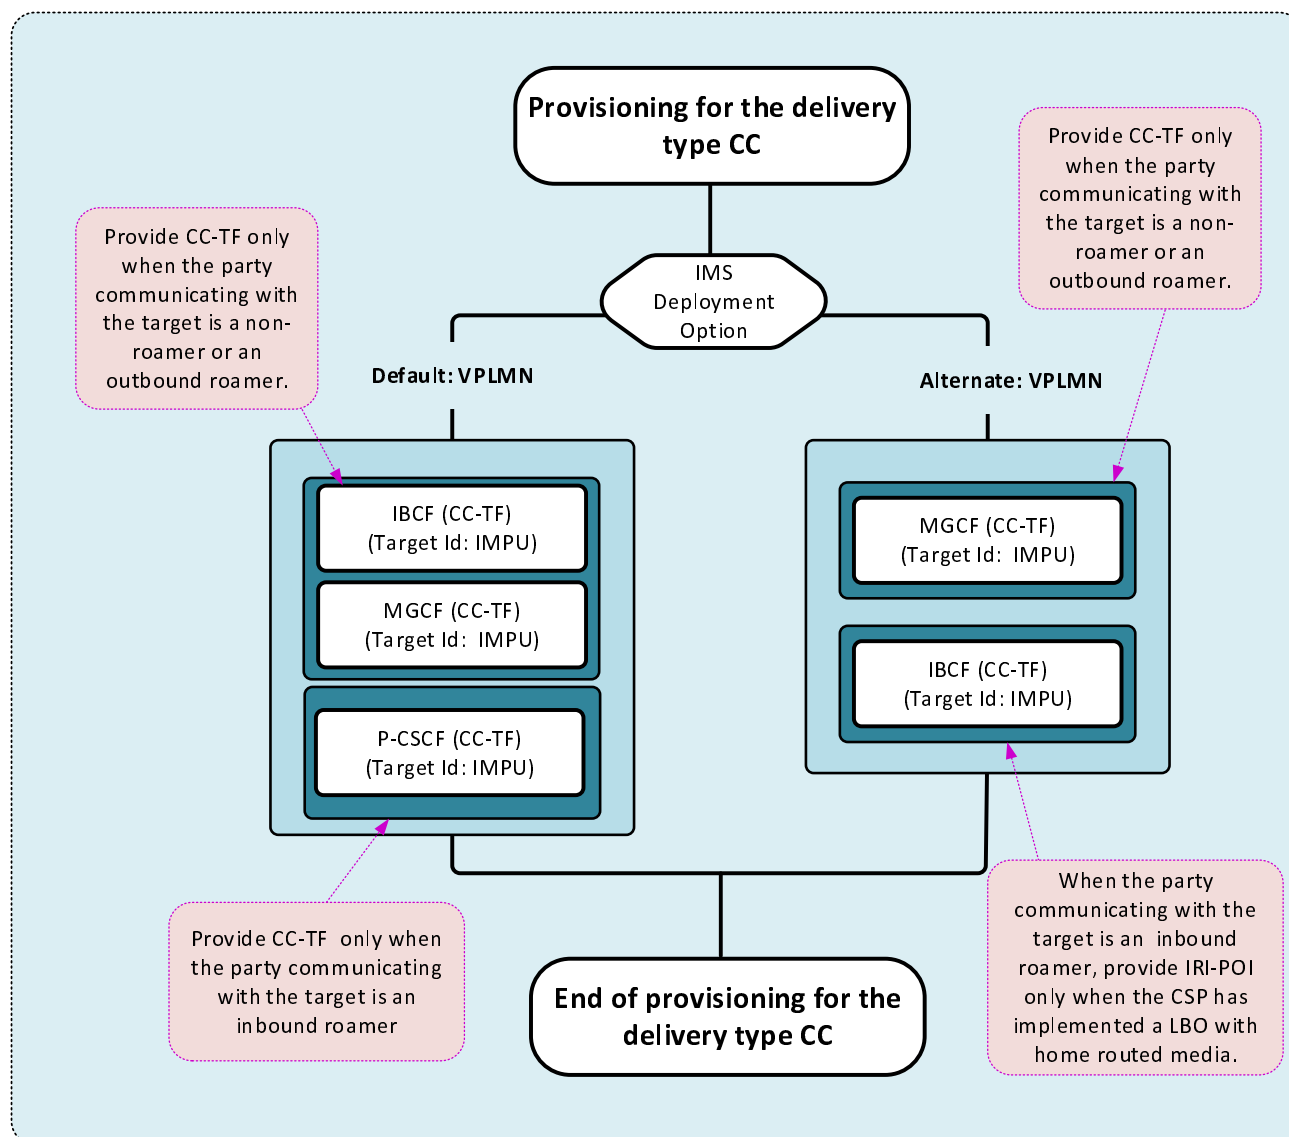 Provisioning for the delivery
type CC
Provide CC-TF only
when the party
communicating with
the target is a non-
roamer or an
outbound roamer.
Provide CC-TF only
when the party
communicating with
the target is a non-
roamer or an
outbound roamer.
IMS
Deployment
Option
Default: VPLMN
Alternate: VPLMN
IBCF (CC-TF)
(Target Id: IMPU)
MGCF (CC-TF)
(Target Id: IMPU)
P-CSCF (CC-TF)
(Target Id: IMPU)
MGCF (CC-TF)
(Target Id: IMPU)
IBCF (CC-TF)
(Target Id: IMPU)
Provide CC-TF only when
the party communicating
with the target is an
inbound roamer
When the party
communicating with the
target is an inbound
roamer, provide IRI-POI
only when the CSP has
implemented a LBO with
home routed media.
End of provisioning for the
delivery type CC